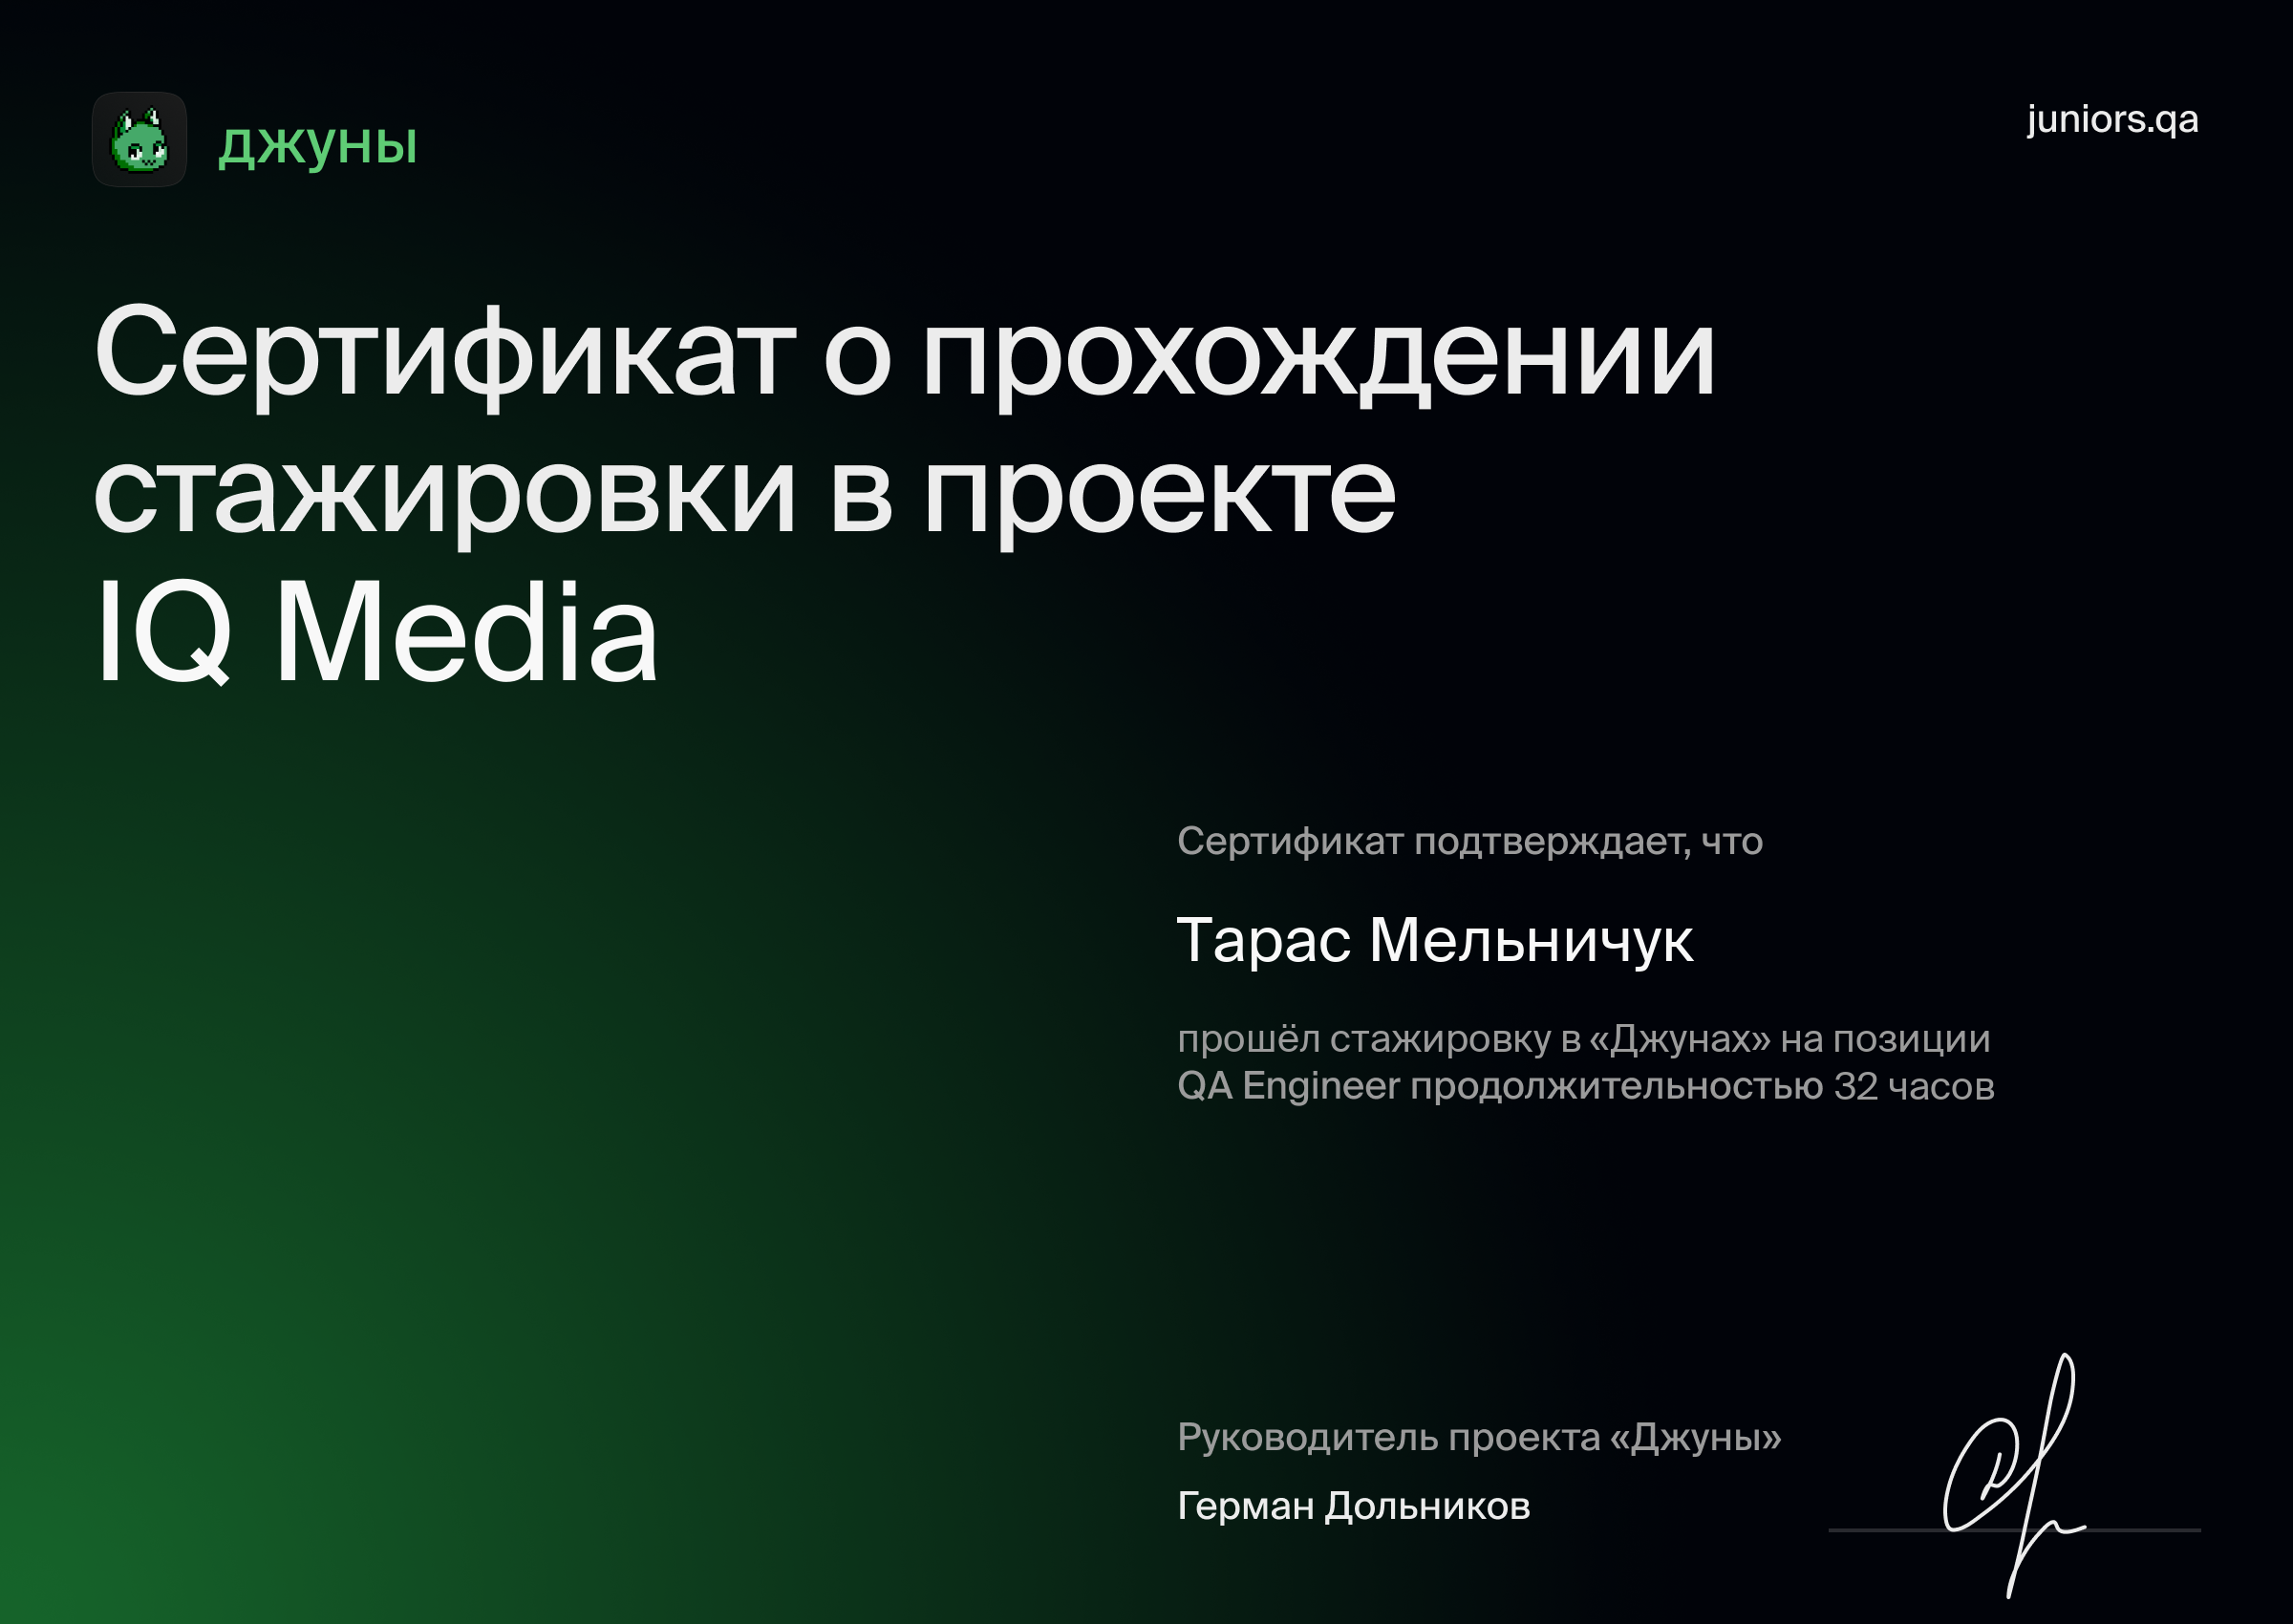 джуны
juniors.qa
Сертификат о прохождении
стажировки в проекте
IQ Media
Сертификат подтверждает, что
Тарас Мельничук
прошёл стажировку в «Джунах» на позиции
QA Engineer продолжительностью 32 часов
Руководитель проекта «Джуны»
Герман Дольников